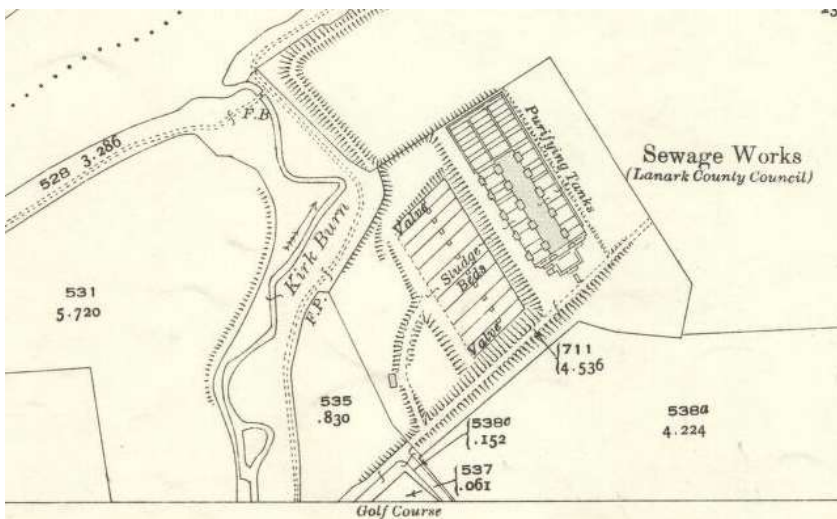 F.B
528 3.286
Purifying Tanks
Sewage Works
(Lanark County Council)
Valve
Kirk Burn
Sludge
Beds
531
5.720
F.P.
Valve
711
4.536
535
.830
538a
4.224
538c
.152
537
.061
Golf Course